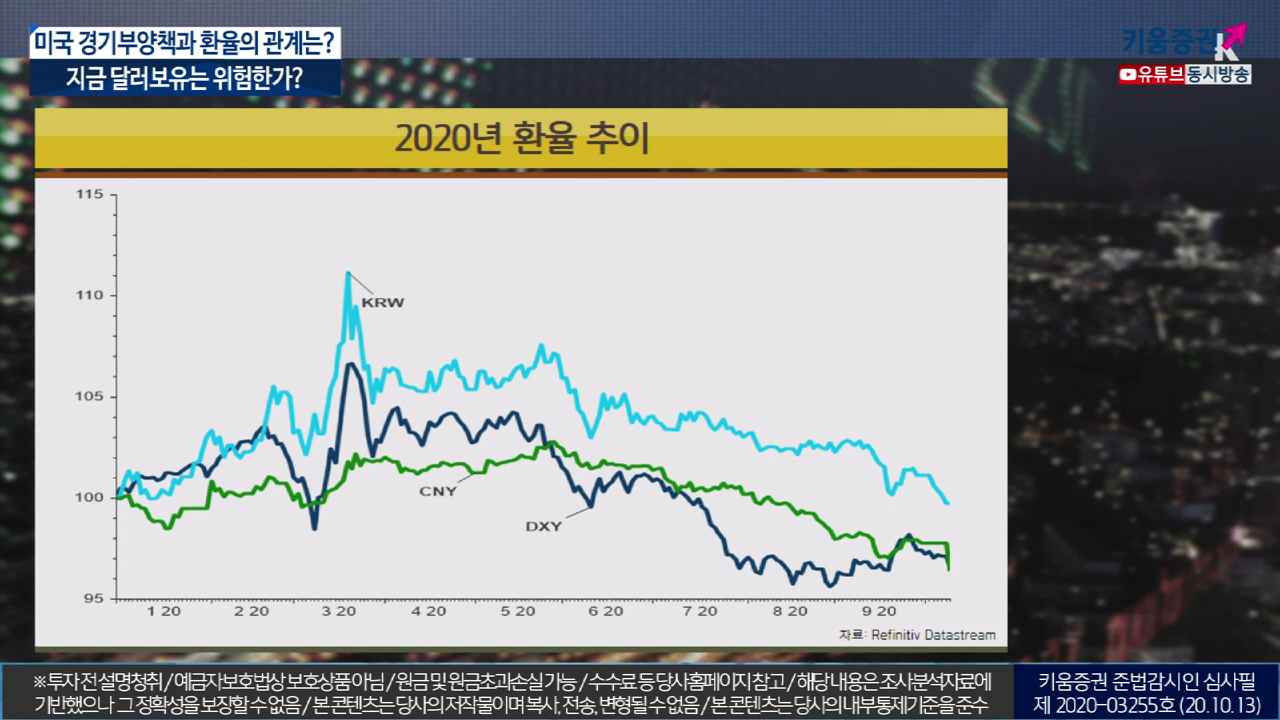 미국 경기부양책과 환율의 관계는?
지금 달러보유는 위험한가?
키움증권
유튜브 동시방송
2020년 환율 추이
115
110
105
100
95
KRW
CNY
DXY
1 20 2 20 3 20 4 20 5 20 6 20 7 20 8 20 9 20
자료: Refinitiv Datastream
※투자 전 설명청취 / 예금자보호법상 보호상품 아님 / 원금 및 원금초과손실 가능 / 수수료 등 당사홈페이지 참고 / 해당 내용은 조사분석자료에
기반했으나 그 정확성을 보장할 수 없음 / 본 콘텐츠는 당사의 저작물이며 복사, 전송, 변형될 수 없음 / 본 콘텐츠는 당사의 내부통제기준을 준수
키움증권 준법감시인 심사필
제 2020-03255호 (20.10.13)